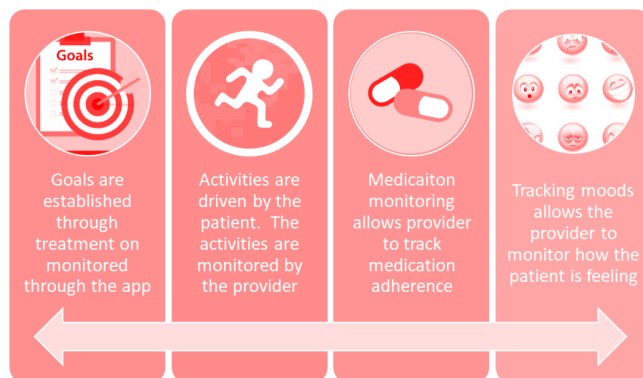 Goals
Goals are
established
through
treatment on
monitored
through the app
Activities are
driven by the
patient. The
activities are
monitored by
the provider
Medicaiton
monitoring
allows provider
to track
medication
adherence
Tracking moods
allows the
provider to
monitor how the
patient is feeling